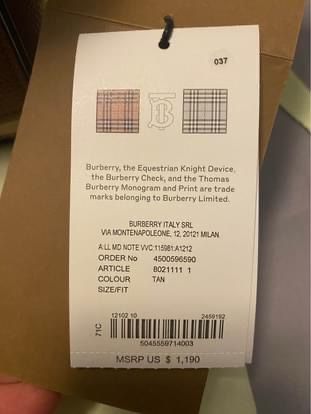 037
Burberry, the Equestrian Knight Device,
the Burberry Check, and the Thomas
Burberry Monogram and Print are trade
marks belonging to Burberry Limited.
BURBERRY ITALY SRL
VIA MONTENAPOLEONE, 12, 20121 MILAN.
A:LL MD NOTE VVC:115981:A1212
ORDER No 4500596590
ARTICLE 8021111 1
COLOUR TAN
SIZE/FIT
12102 10 2459192
71C
5045559714003
MSRP US $ 1,190